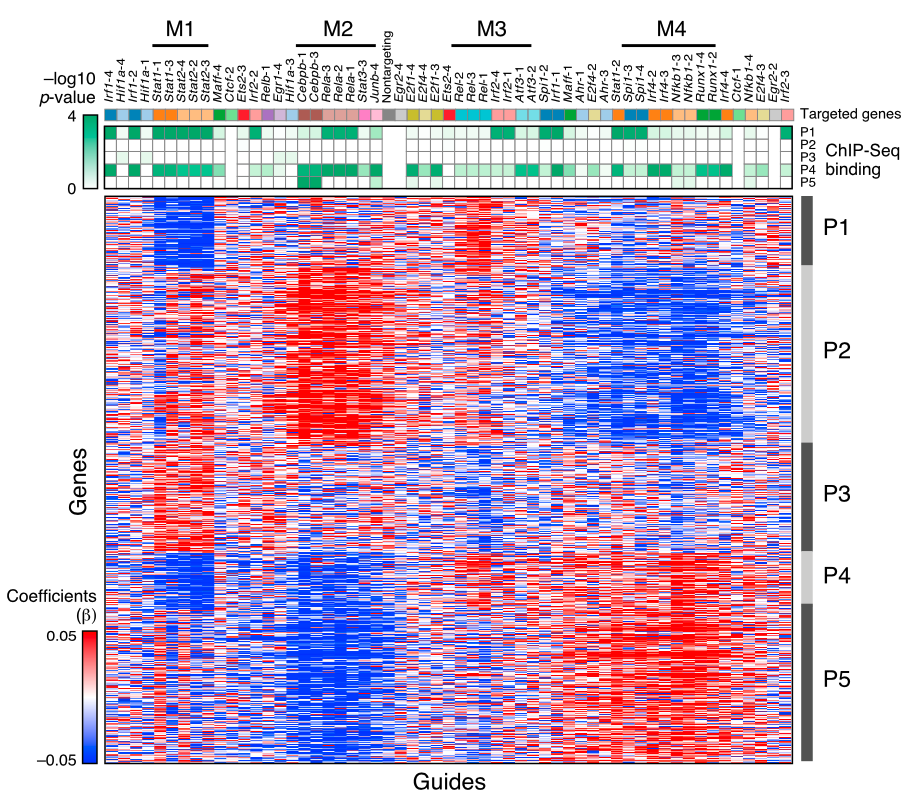 M1
M2
M3
M4
–log10
p-value
Irf1-4
Hif1a-4
Irf1-2
Hif1a-1
Stat1-1
Stat1-3
Stat2-4
Stat2-2
Stat2-3
Maff-4
Ctcf-2
Ets2-3
Irf2-2
Relb-1
Egr1-4
Hif1a-3
Cebpb-1
Cebpb-3
Rela-3
Rela-2
Rela-1
Stat3-3
Junb-4
Nontargeting
Egr2-4
E2f1-4
E2f4-4
E2f1-3
Ets2-4
Rel-2
Rel-3
Rel-1
Irf2-4
Irf2-1
Atf3-1
Atf3-2
Spi1-2
Irf1-1
Maff-1
Ahr-1
E2f4-2
Ahr-3
Stat1-2
Spi1-3
Spi1-4
Irf4-2
Irf4-3
Nfkb1-3
Nfkb1-2
Runx1-4
Runx1-2
Irf4-4
Ctcf-1
Nfkb1-4
E2f4-3
Egr2-2
Irf2-3
4
0
Targeted genes
P1
P2
P3
P4
P5
ChIP-Seq
binding
P1
P2
P3
P4
P5
Genes
Coefficients
(β)
0.05
–0.05
Guides